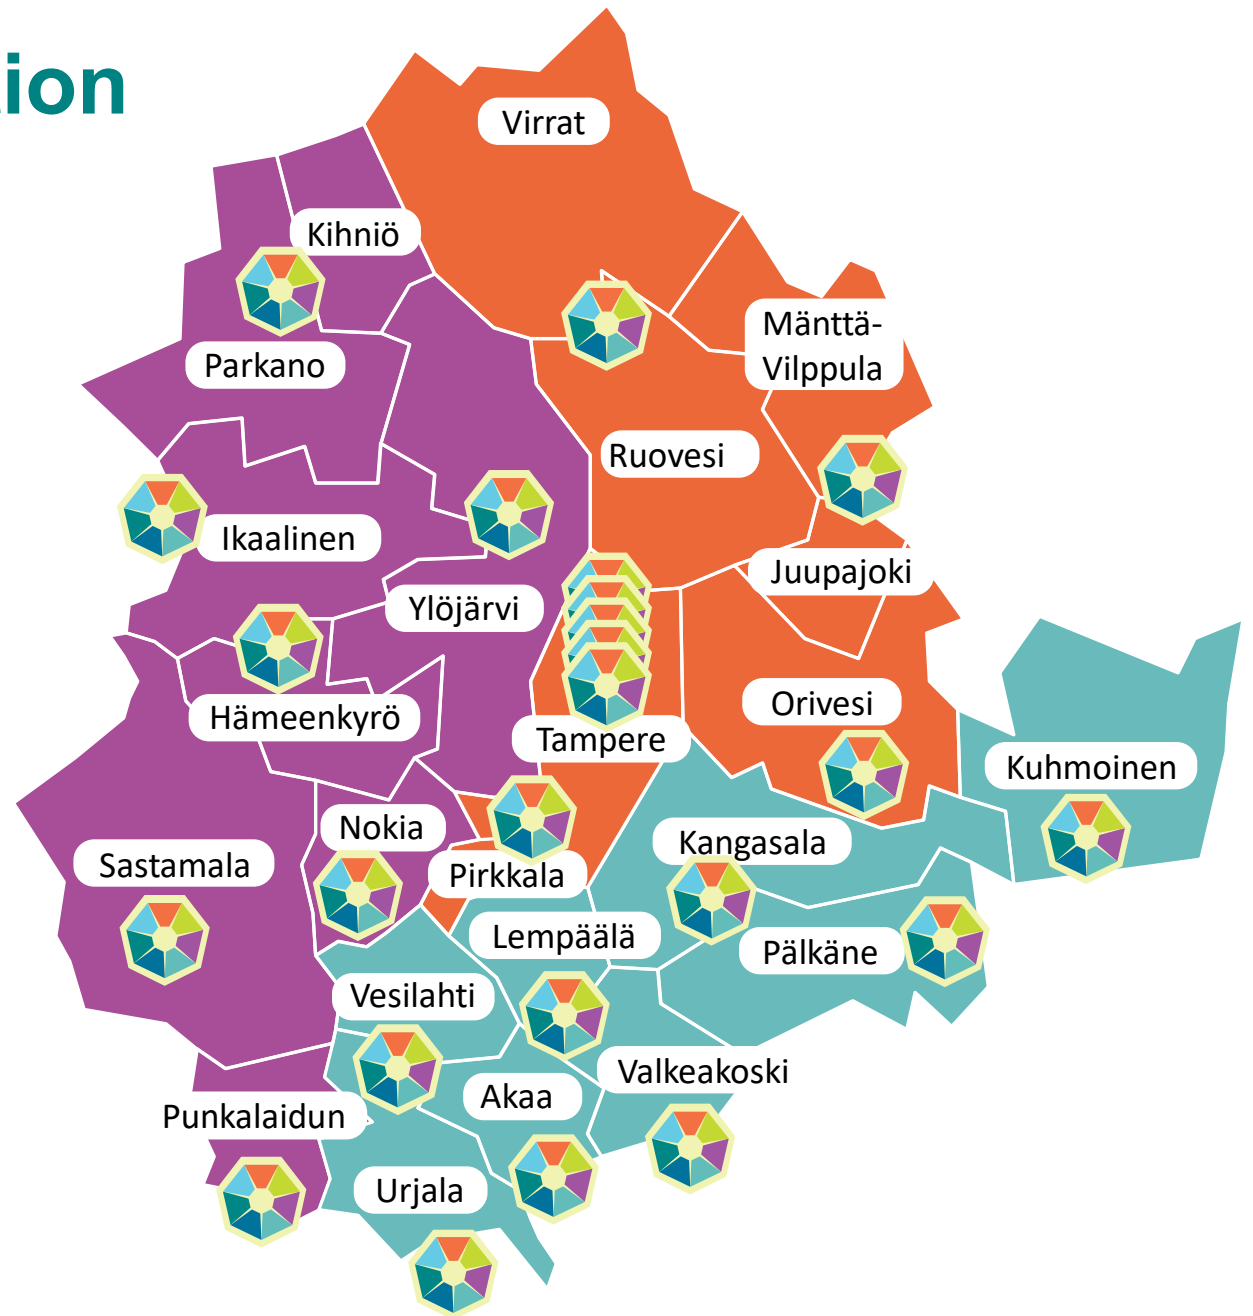 tion
Virrat
Kihniö
Mänttä-
Vilppula
Parkano
Ruovesi
Ikaalinen
Juupajoki
Ylöjärvi
Hämeenkyrö
Orivesi
Tampere
Kuhmoinen
Nokia
Kangasala
Sastamala
Pirkkala
Lempäälä
Pälkäne
Vesilahti
Valkeakoski
Akaa
Punkalaidun
Urjala